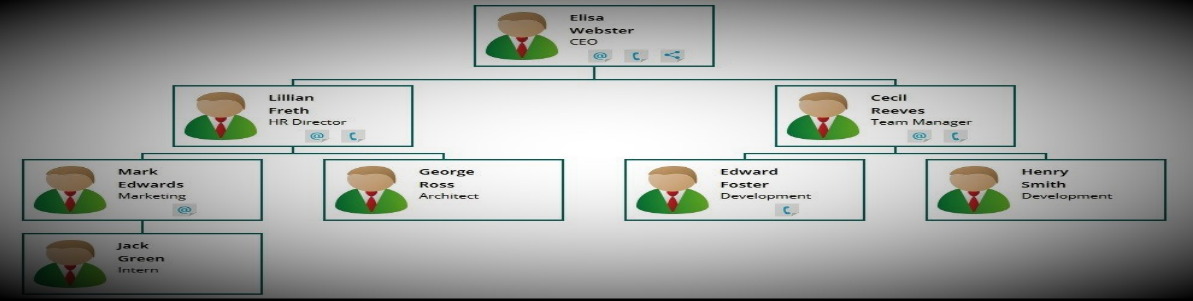 Elisa
Webster
CEO
Lillian
Freth
HR Director
Cecil
Reeves
Team Manager
Mark
Edwards
Marketing
George
Ross
Architect
Edward
Foster
Development
Henry
Smith
Development
Jack
Green
Intern